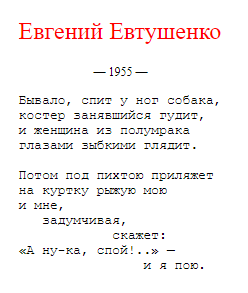 Евгений Евтушенко
— 1955 —
Бывало, спит у ног собака,
костер занявшийся гудит,
и женщина из полумрака
глазами зыбкими глядит.
Потом под пихтою приляжет
на куртку рыжую мою
и мне,
задумчивая,
скажет:
«А ну-ка, спой!..» —
и я пою.